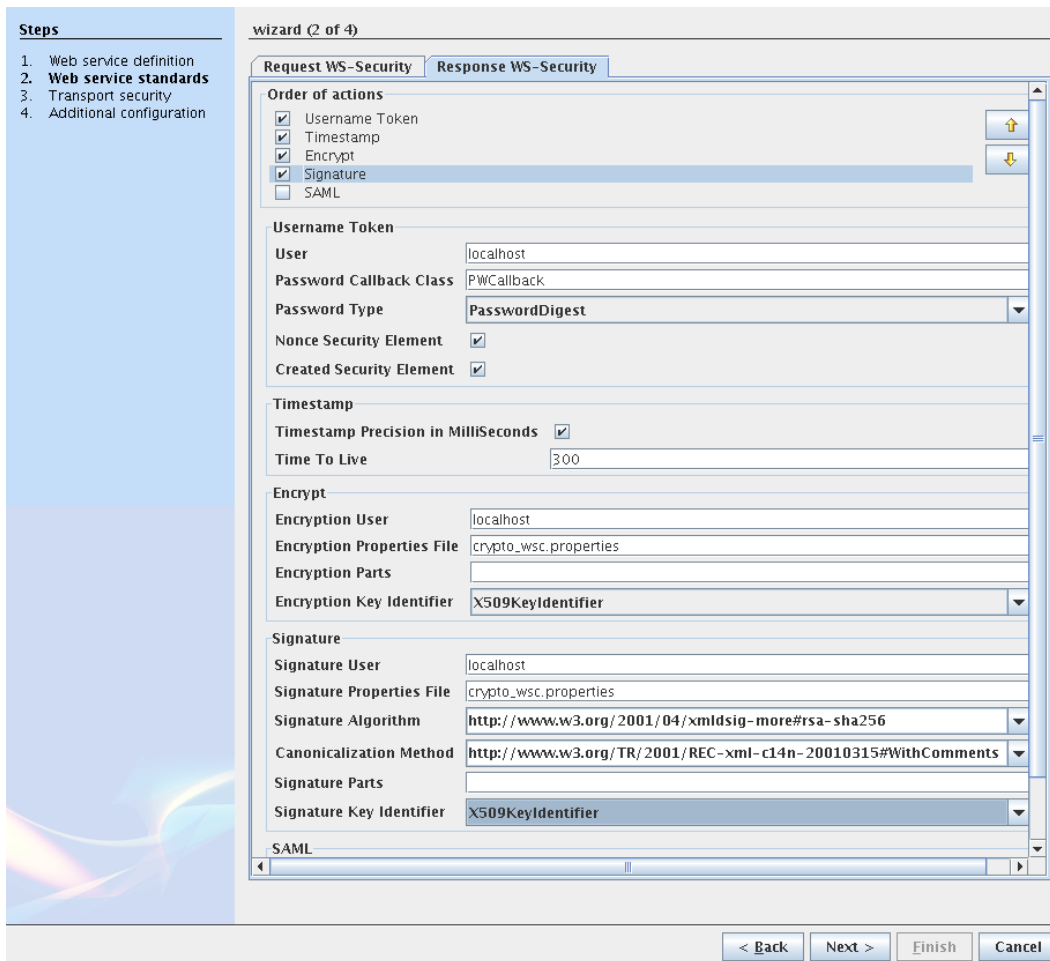 Steps
1. Web service definition
2. Web service standards
3. Transport security
4. Additional configuration
wizard (2 of 4)
Request WS-Security Response WS-Security
Order of actions
Username Token
Timestamp
Encrypt
Signature
SAML
Username Token
User localhost
Password Callback Class PWCallback
Password Type PasswordDigest
Nonce Security Element
Created Security Element
Timestamp
Timestamp Precision in MilliSeconds
Time To Live 300
Encrypt
Encryption User localhost
Encryption Properties File crypto_wsc.properties
Encryption Parts
Encryption Key Identifier X509KeyIdentifier
Signature
Signature User localhost
Signature Properties File crypto_wsc.properties
Signature Algorithm http://www.w3.org/2001/04/xmldsig-more#rsa-sha256
Canonicalization Method http://www.w3.org/TR/2001/REC-xml-c14n-20010315#WithComments
Signature Parts
Signature Key Identifier X509KeyIdentifier
SAML
< Back Next > Finish Cancel